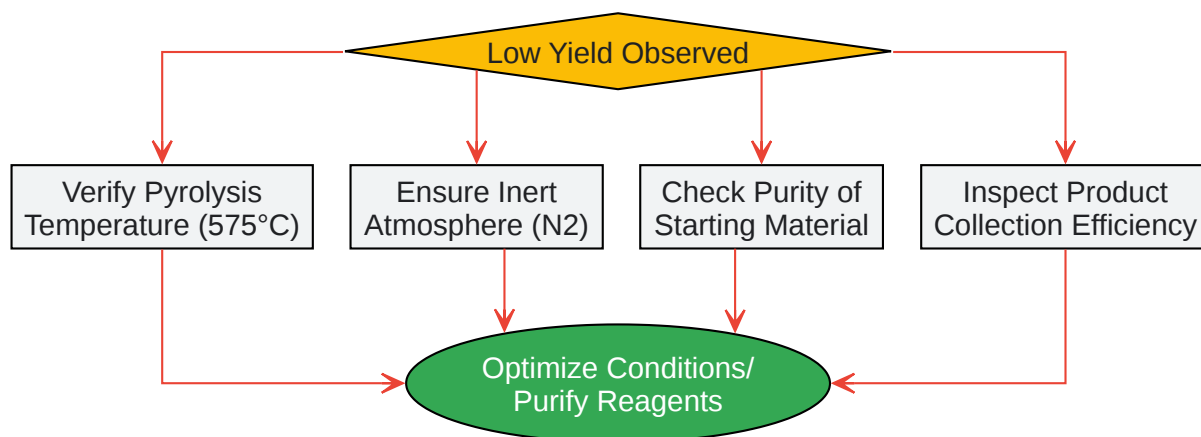 Low Yield Observed
Verify Pyrolysis
Temperature (575°C)
Ensure Inert
Atmosphere (N2)
Check Purity of
Starting Material
Inspect Product
Collection Efficiency
Optimize Conditions/
Purify Reagents